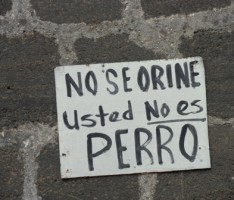 NO SE ORINE
Usted No es
PERRO